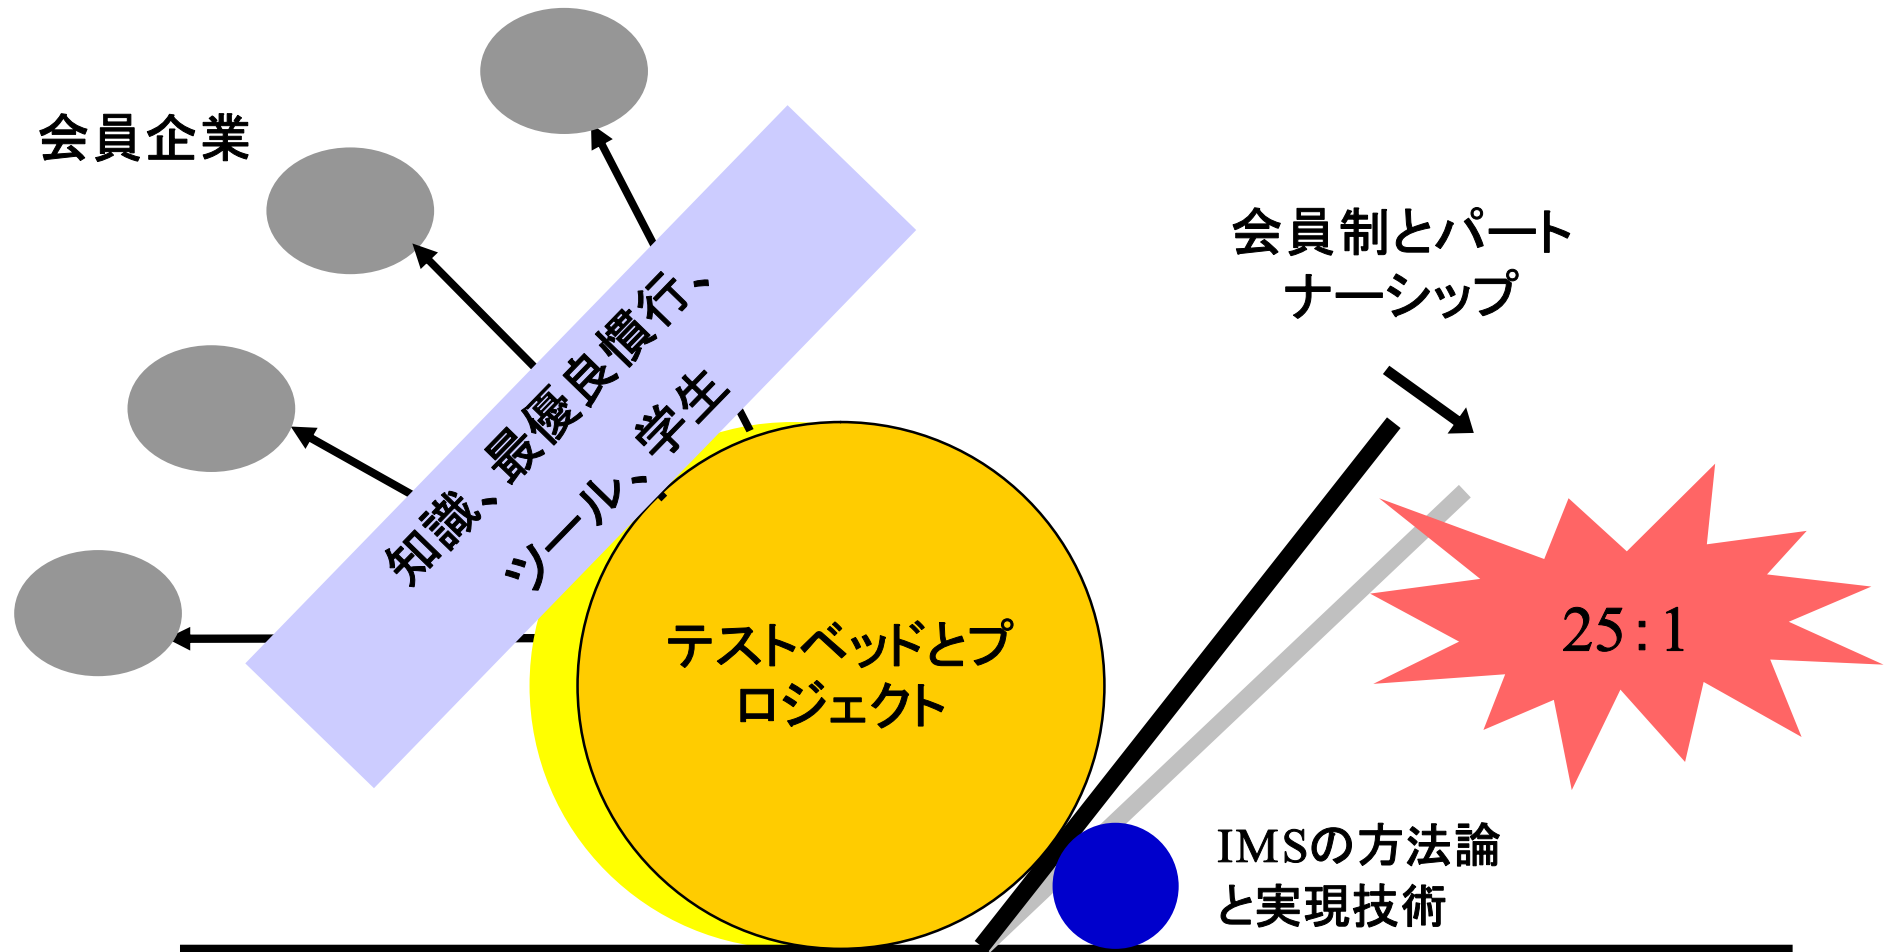 会員企業
知識、最優良慣行、
ツール、学生
会員制とパート
ナーシップ
25:1
テストベッドとプ
ロジェクト
IMSの方法論
と実現技術